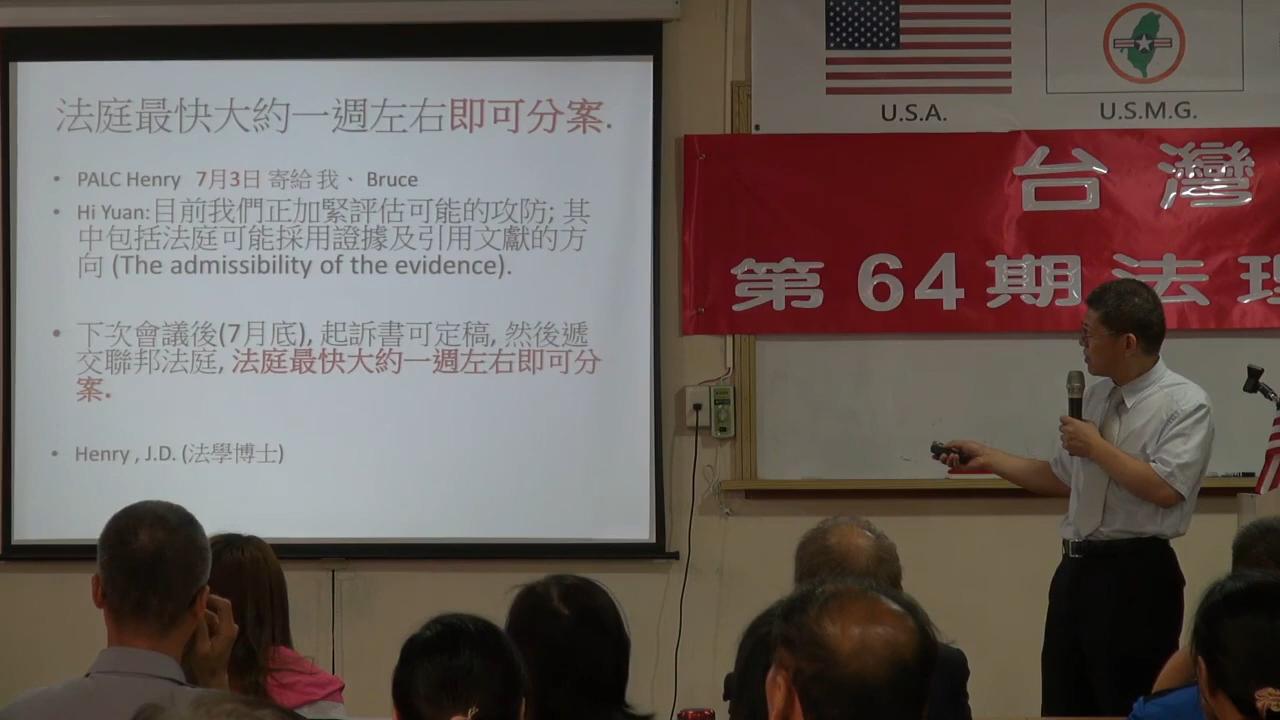 法庭最快大約一週左右即可分案.
• PALC Henry 7月3日 寄給 我、 Bruce
• Hi Yuan:目前我們正加緊評估可能的攻防; 其
中包括法庭可能採用證據及引用文獻的方
向 (The admissibility of the evidence).
• 下次會議後(7月底), 起訴書可定稿, 然後遞
交聯邦法庭, 法庭最快大約一週左右即可分
案.
• Henry , J.D. (法學博士)
U.S.A.
U.S.M.G.
台灣
第64期法理